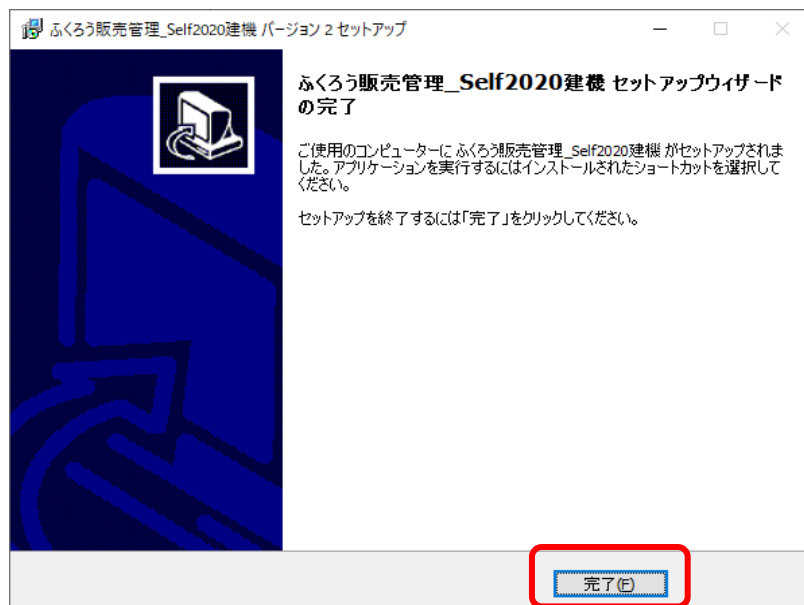 ふくろう販売管理_Self2020建機 バージョン 2 セットアップ
ふくろう販売管理_Self2020建機 セットアップウィザード
の完了
ご使用のコンピューターに ふくろう販売管理_Self2020建機 がセットアップされま
した。アプリケーションを実行するにはインストールされたショートカットを選択して
ください。
セットアップを終了するには「完了」をクリックしてください。
完了(F)